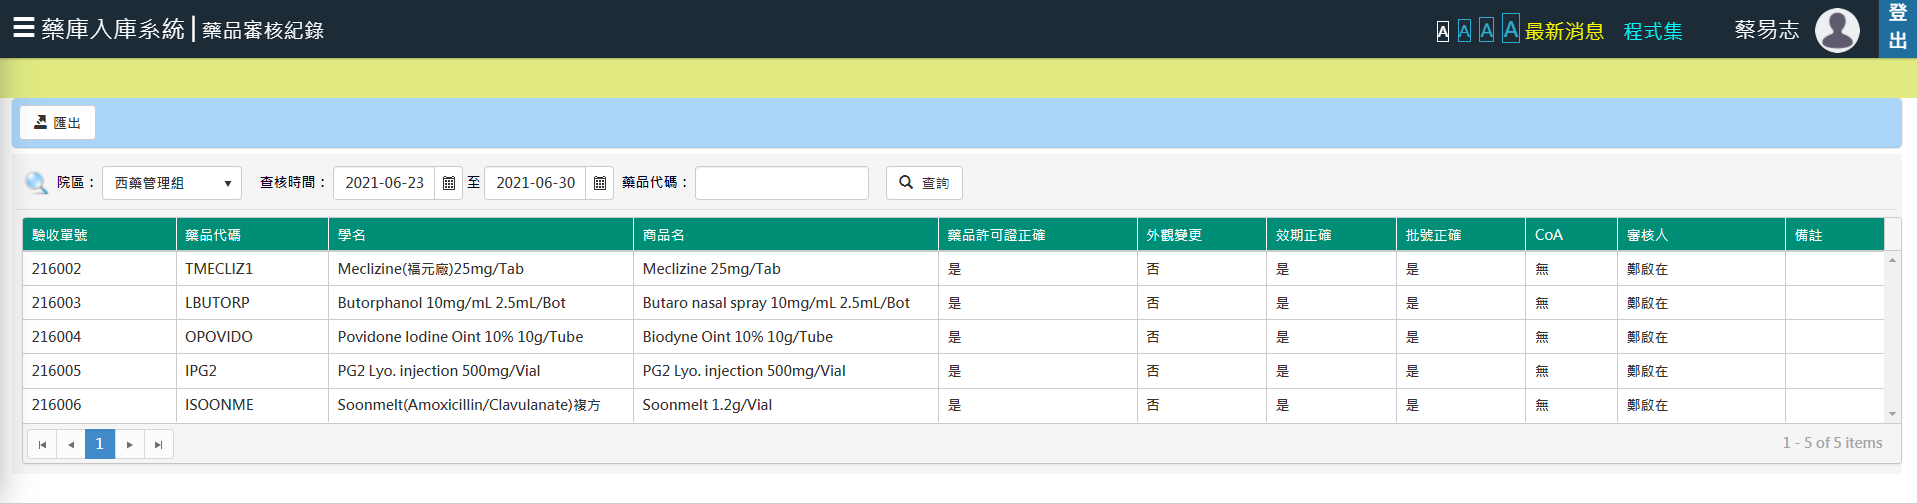 藥庫入庫系統 | 藥品審核紀錄 A A A A 最新消息 程式集 蔡易志 登出
匯出
院區： 西藥管理組 查核時間： 2021-06-23 至 2021-06-30 藥品代碼： 查詢
驗收單號 藥品代碼 學名 商品名 藥品許可證正確 外觀變更 效期正確 批號正確 CoA 審核人 備註
216002 TMECLIZ1 Meclizine(福元廠)25mg/Tab Meclizine 25mg/Tab 是 否 是 是 無 鄭啟在
216003 LBUTORP Butorphanol 10mg/mL 2.5mL/Bot Butaro nasal spray 10mg/mL 2.5mL/Bot 是 否 是 是 無 鄭啟在
216004 OPOVIDO Povidone Iodine Oint 10% 10g/Tube Biodyne Oint 10% 10g/Tube 是 否 是 是 無 鄭啟在
216005 IPG2 PG2 Lyo. injection 500mg/Vial PG2 Lyo. injection 500mg/Vial 是 否 是 是 無 鄭啟在
216006 ISOONME Soonmelt(Amoxicillin/Clavulanate)複方 Soonmelt 1.2g/Vial 是 否 是 是 無 鄭啟在
1 1 - 5 of 5 items